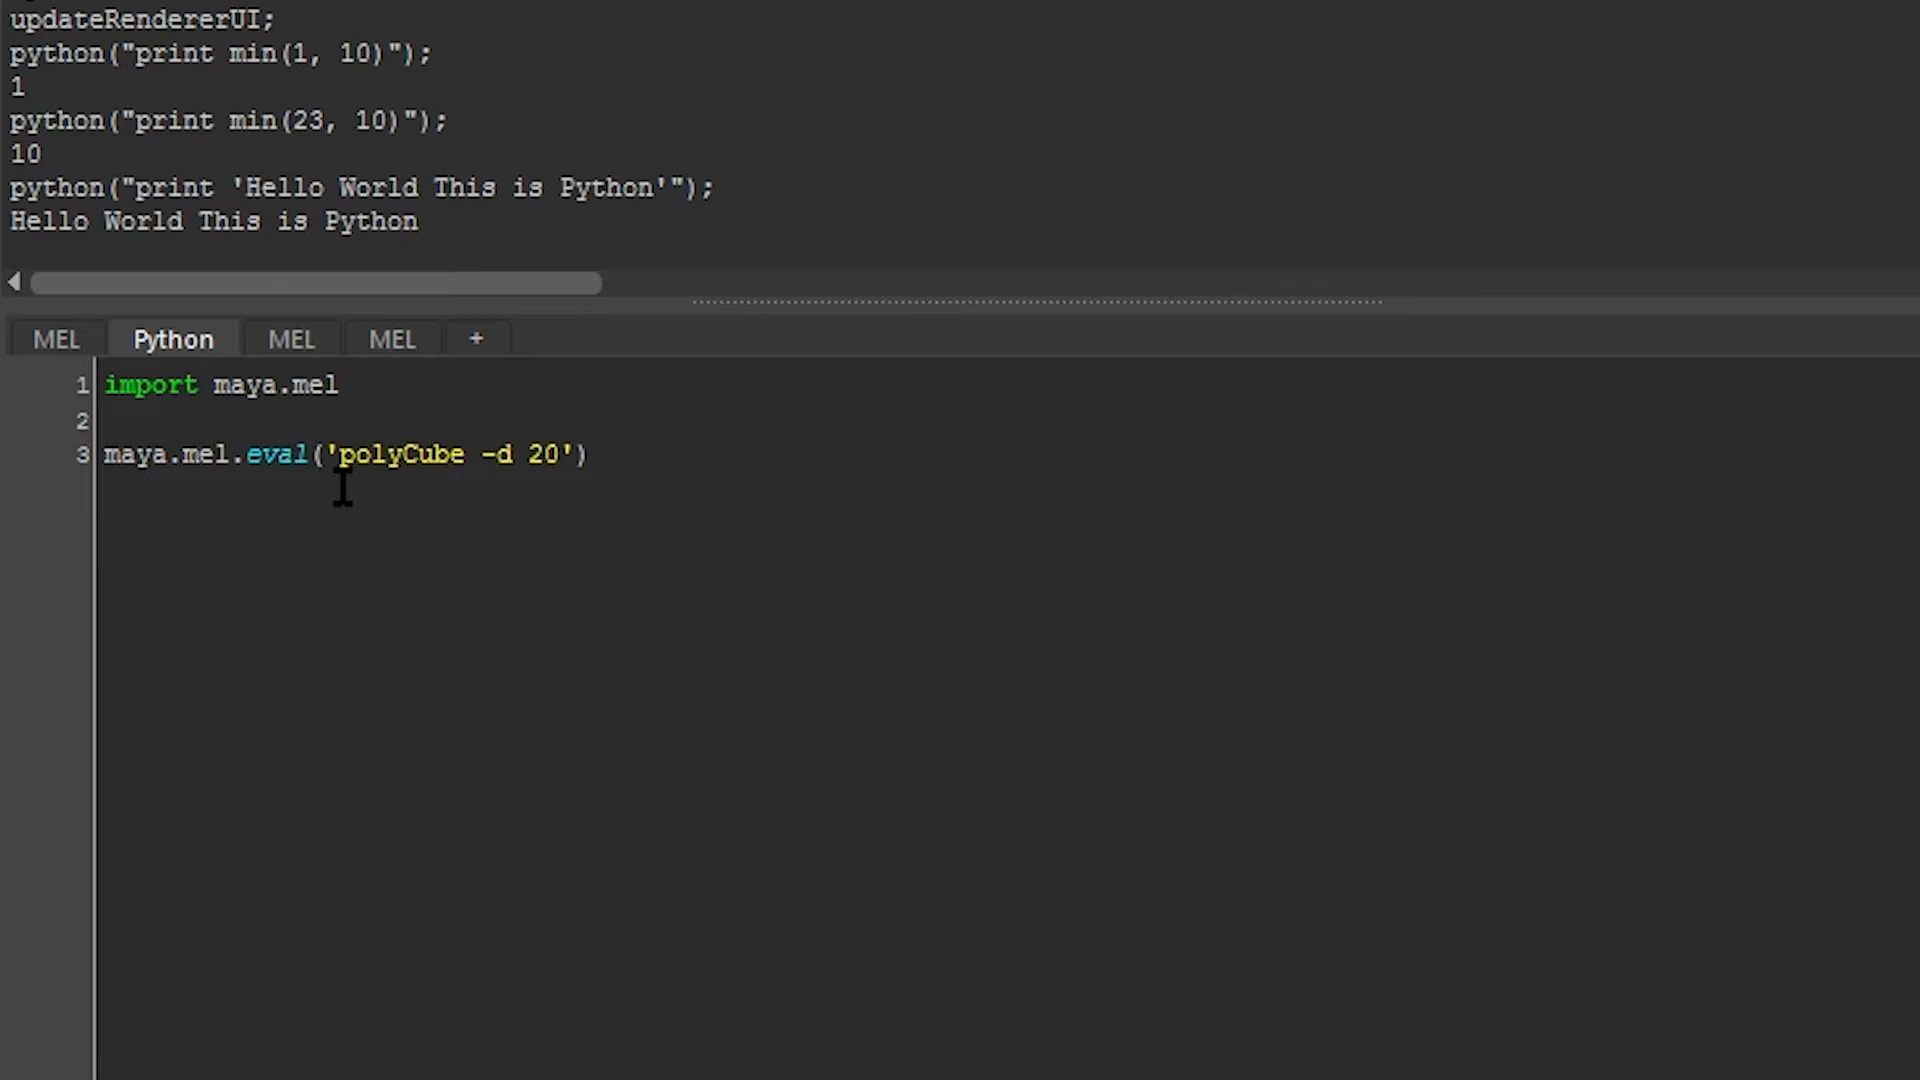 updateRendererUI;
python("print min(1, 10)");
1
python("print min(23, 10)");
10
python("print 'Hello World This is Python'");
Hello World This is Python
MEL Python MEL MEL +
1 import maya.mel
2
3 maya.mel.eval('polyCube -d 20')